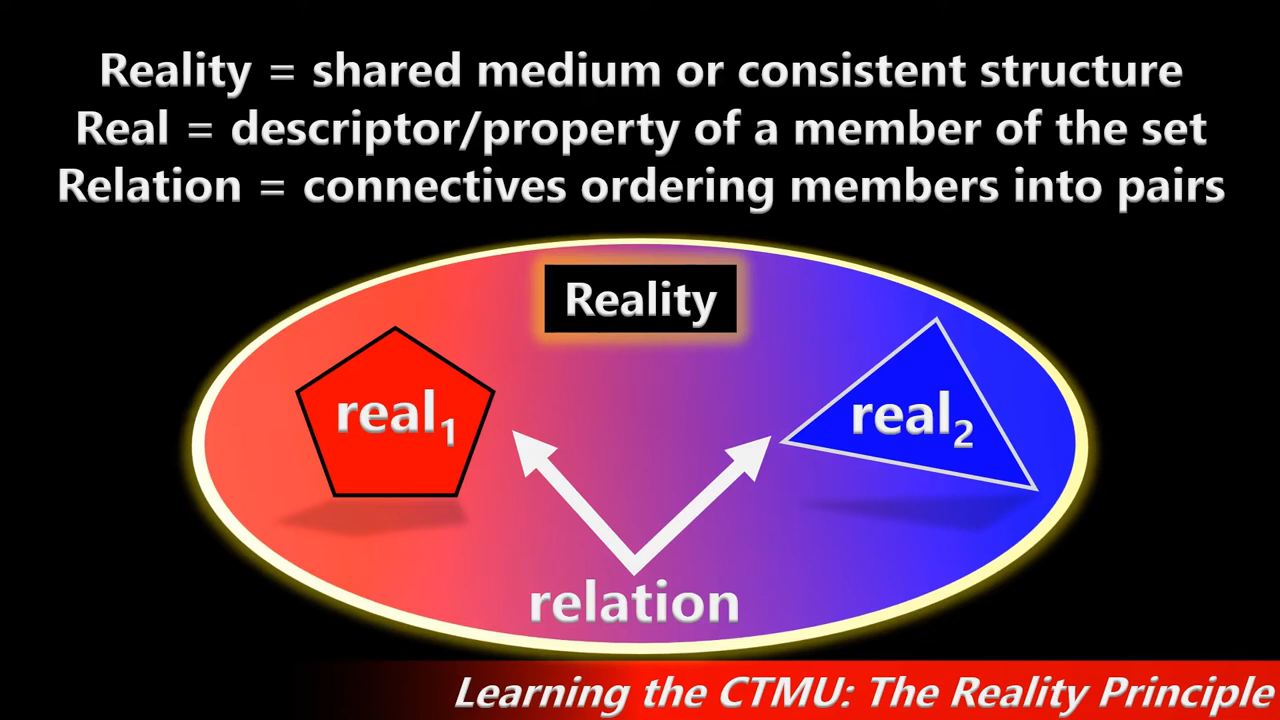 Reality = shared medium or consistent structure
Real = descriptor/property of a member of the set
Relation = connectives ordering members into pairs
Reality
real₁
real₂
relation
Learning the CTMU: The Reality Principle